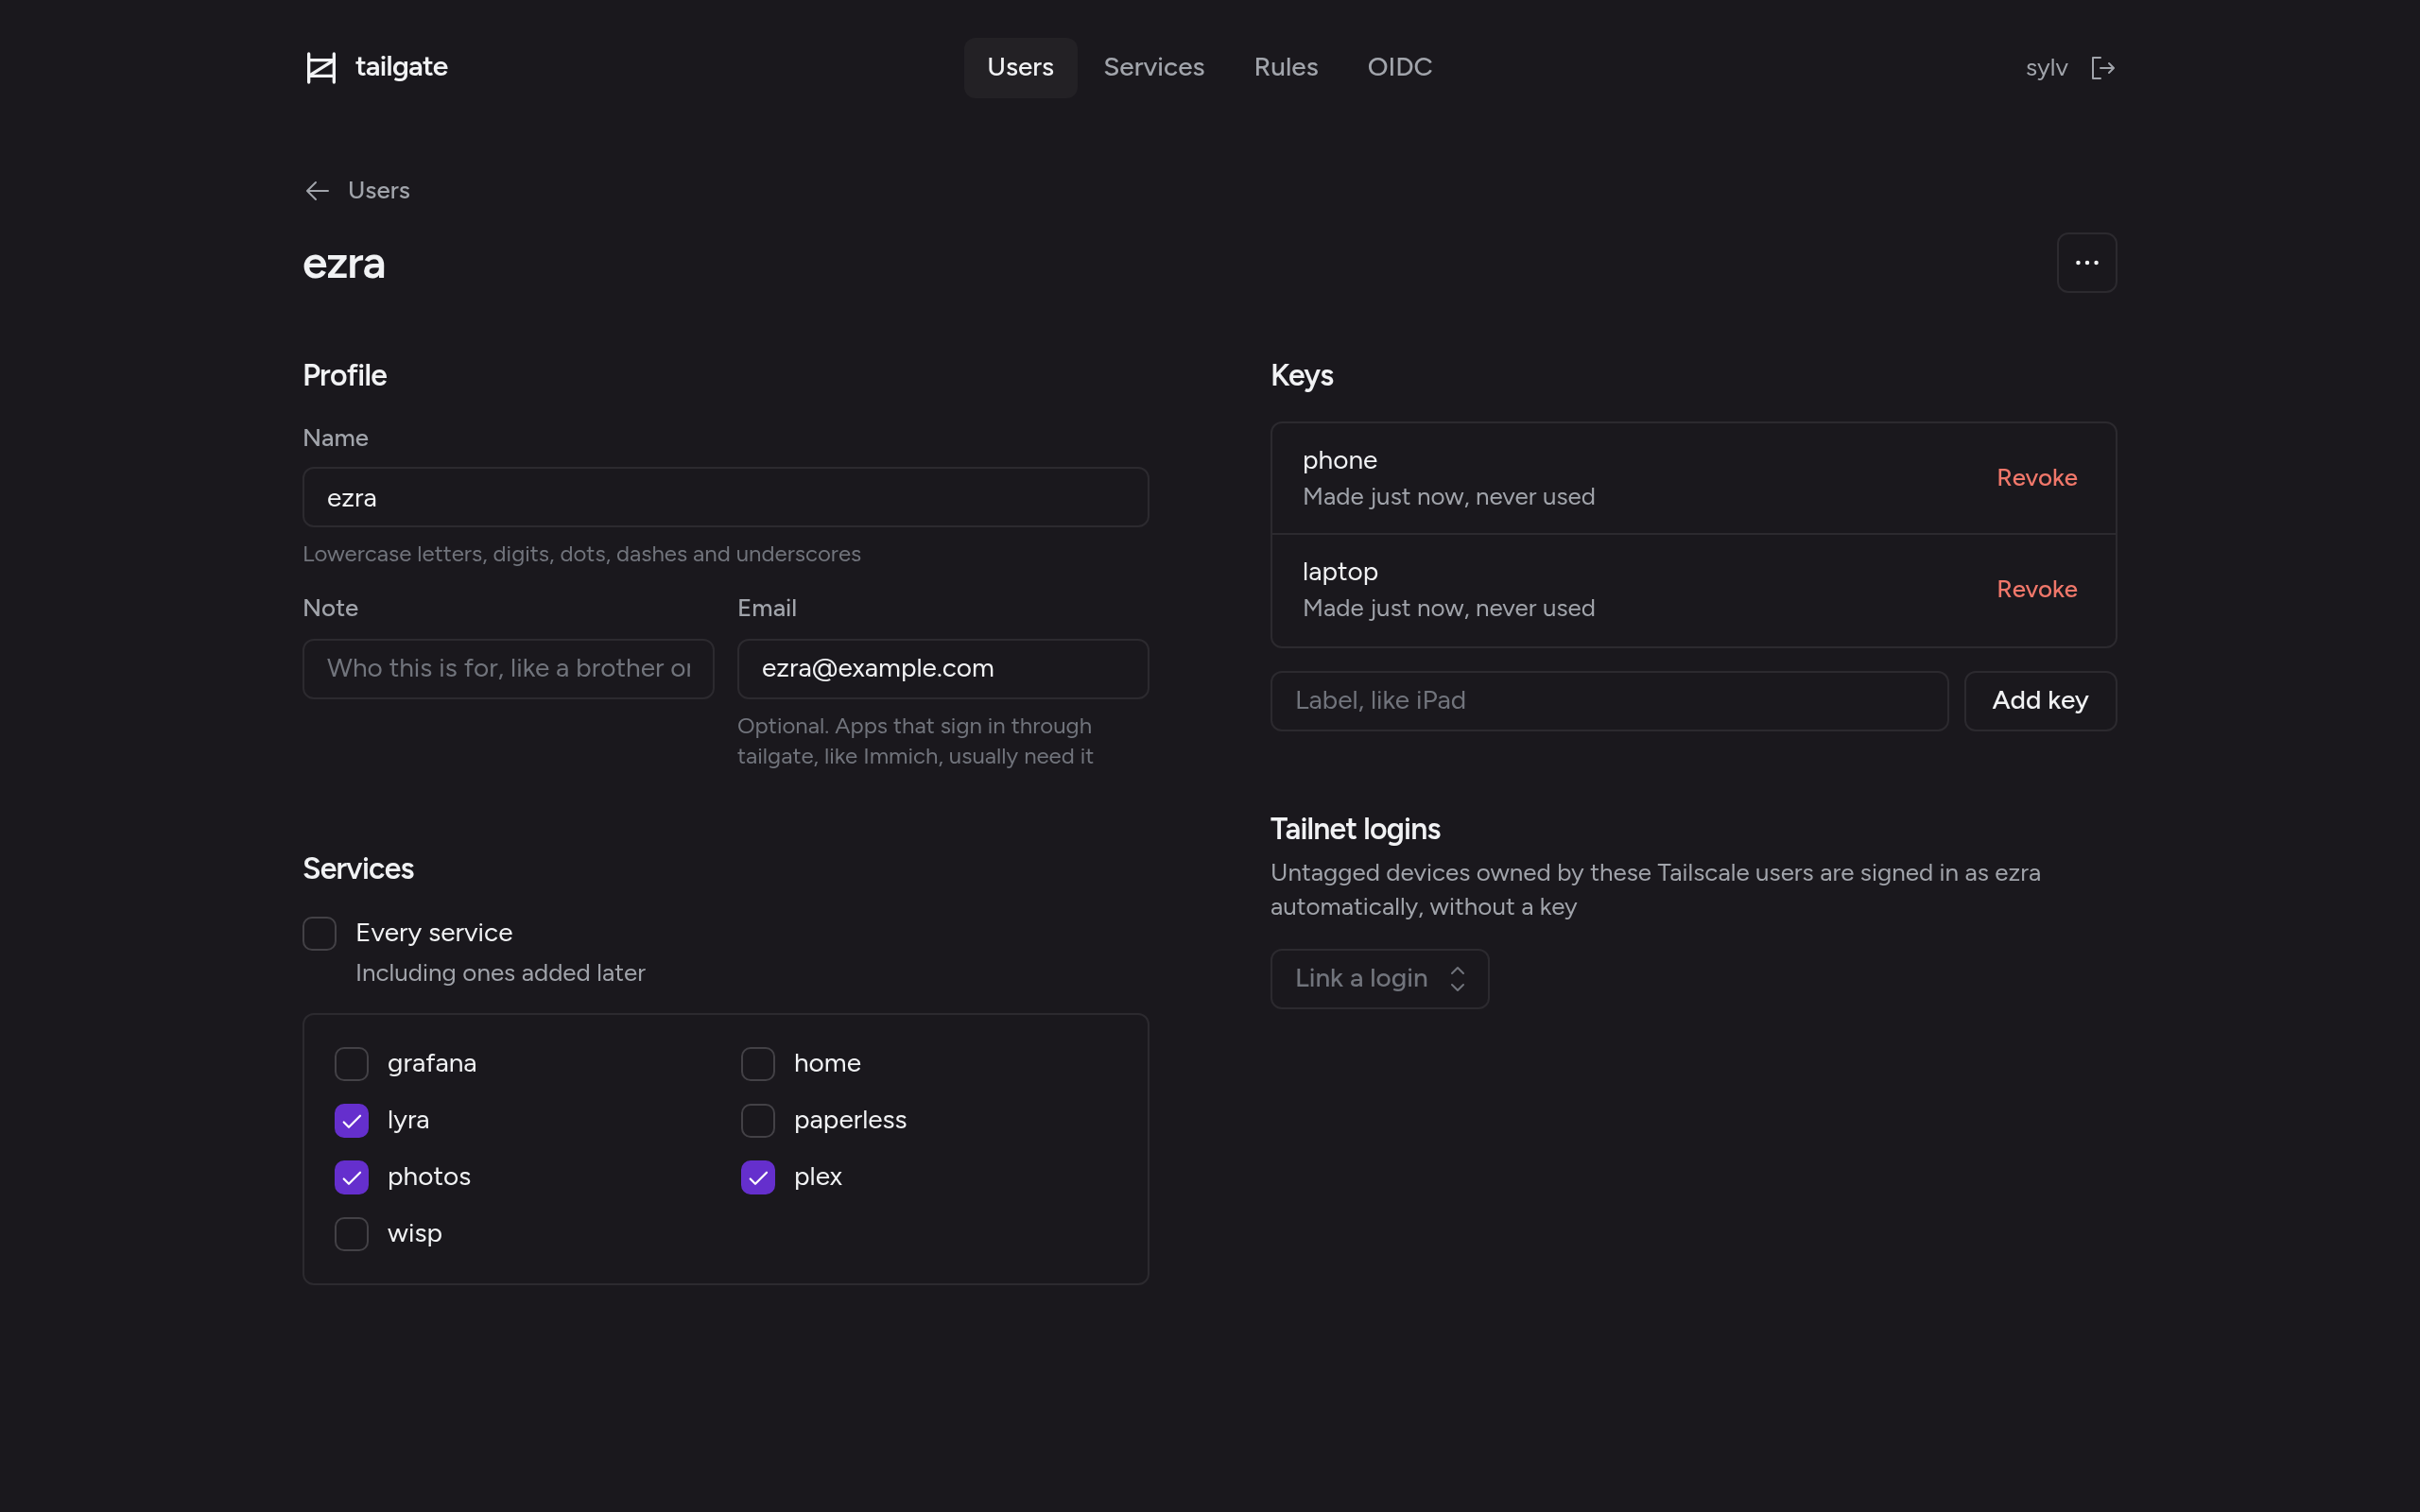 tailgate
Users
Services
Rules
OIDC
sylv
Users
ezra
Profile
Name
ezra
Lowercase letters, digits, dots, dashes and underscores
Note
Who this is for, like a brother or
Email
ezra@example.com
Optional. Apps that sign in through
tailgate, like Immich, usually need it
Services
Every service
Including ones added later
grafana
home
lyra
paperless
photos
plex
wisp
Keys
phone
Made just now, never used
Revoke
laptop
Made just now, never used
Revoke
Label, like iPad
Add key
Tailnet logins
Untagged devices owned by these Tailscale users are signed in as ezra
automatically, without a key
Link a login